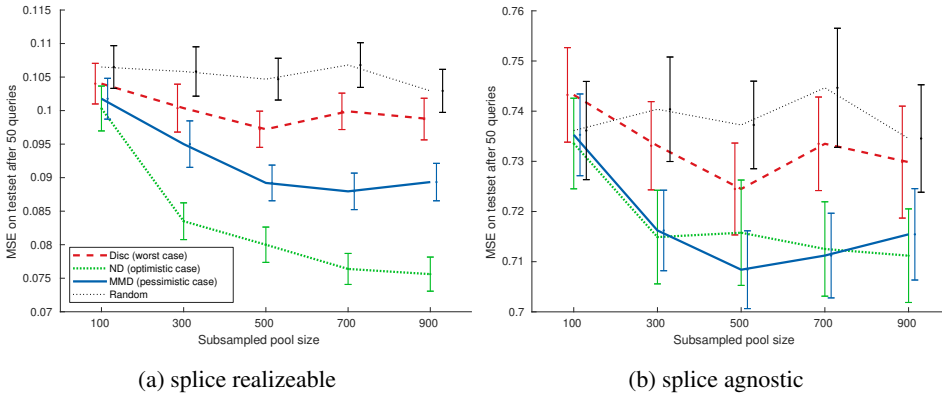 0.115
0.11
0.105
0.1
0.095
0.09
0.085
0.08
0.075
0.07
MSE on testset after 50 queries
Disc (worst case)
ND (optimistic case)
MMD (pessimistic case)
Random
100 300 500 700 900
Subsampled pool size
(a) splice realizeable
0.76
0.75
0.74
0.73
0.72
0.71
0.7
MSE on testset after 50 queries
100 300 500 700 900
Subsampled pool size
(b) splice agnostic